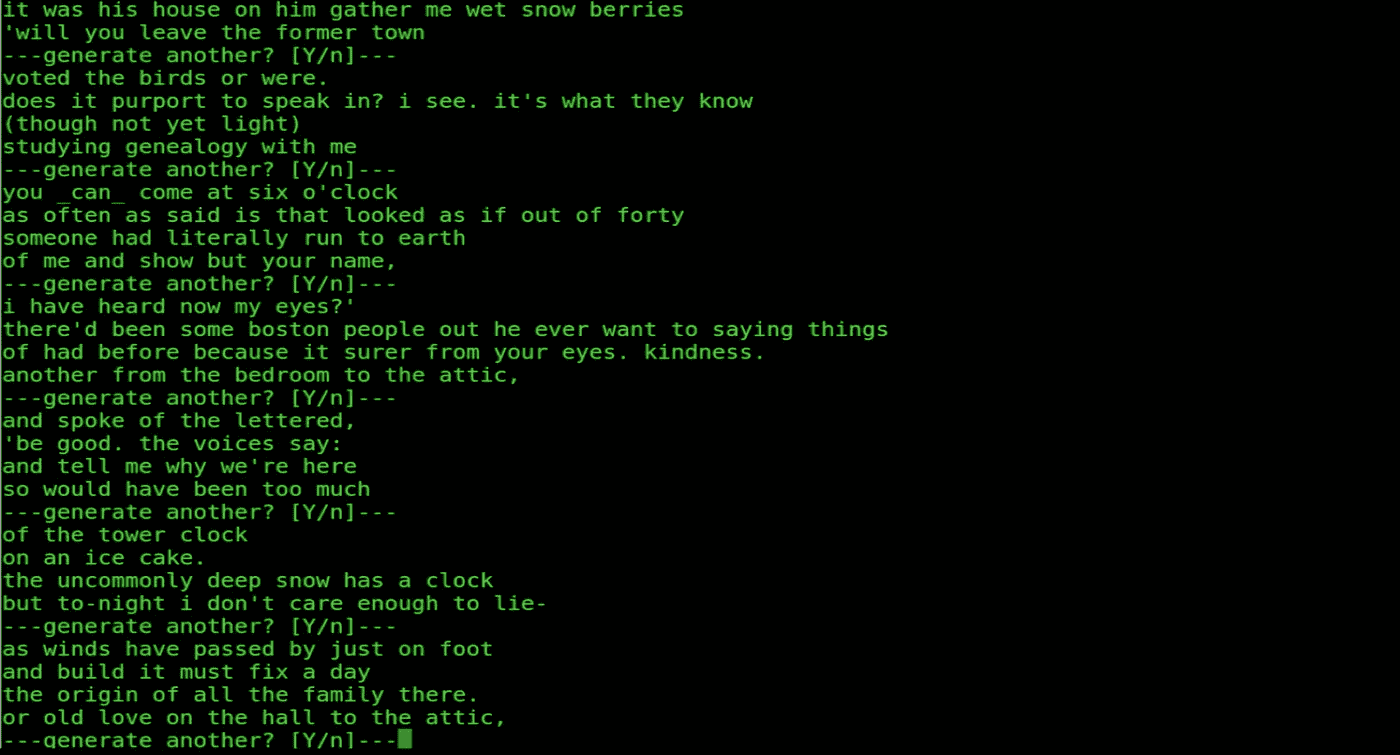 it was his house on him gather me wet snow berries
'will you leave the former town
---generate another? [Y/n]---
voted the birds or were.
does it purport to speak in? i see. it's what they know
(though not yet light)
studying genealogy with me
---generate another? [Y/n]---
you _can_ come at six o'clock
as often as said is that looked as if out of forty
someone had literally run to earth
of me and show but your name,
---generate another? [Y/n]---
i have heard now my eyes?'
there'd been some boston people out he ever want to saying things
of had before because it surer from your eyes. kindness.
another from the bedroom to the attic,
---generate another? [Y/n]---
and spoke of the lettered,
'be good. the voices say:
and tell me why we're here
so would have been too much
---generate another? [Y/n]---
of the tower clock
on an ice cake.
the uncommonly deep snow has a clock
but to-night i don't care enough to lie-
---generate another? [Y/n]---
as winds have passed by just on foot
and build it must fix a day
the origin of all the family there.
or old love on the hall to the attic,
---generate another? [Y/n]---